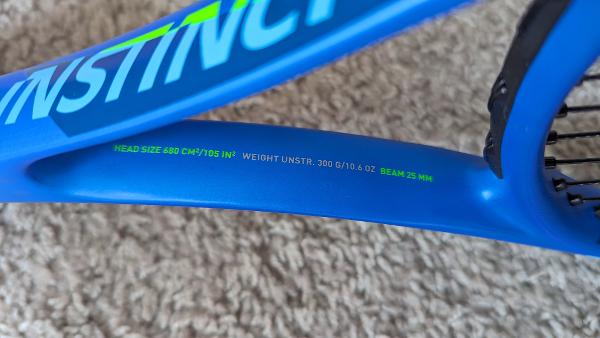 INSTINCT
HEAD SIZE 680 CM²/105 IN² WEIGHT UNSTR. 300 G/10.6 OZ BEAM 25 MM